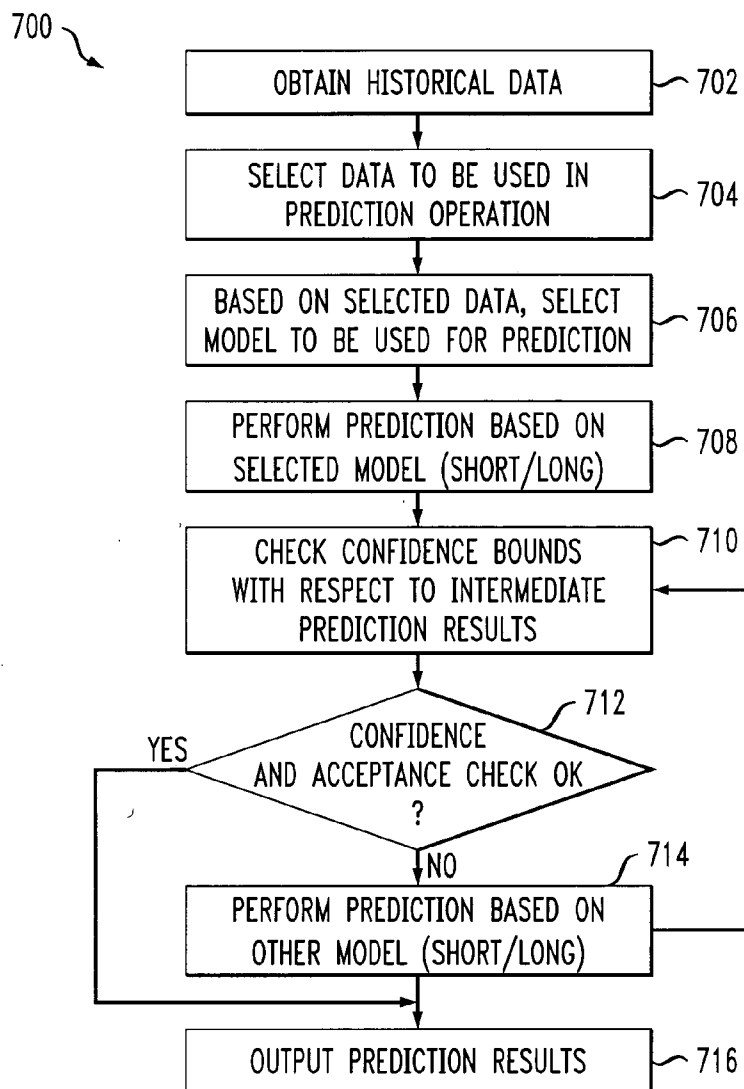 700
OBTAIN HISTORICAL DATA
702
SELECT DATA TO BE USED IN
PREDICTION OPERATION
704
BASED ON SELECTED DATA, SELECT
MODEL TO BE USED FOR PREDICTION
706
PERFORM PREDICTION BASED ON
SELECTED MODEL (SHORT/LONG)
708
CHECK CONFIDENCE BOUNDS
WITH RESPECT TO INTERMEDIATE
PREDICTION RESULTS
710
712
YES
CONFIDENCE
AND ACCEPTANCE CHECK OK
?
NO
714
PERFORM PREDICTION BASED ON
OTHER MODEL (SHORT/LONG)
OUTPUT PREDICTION RESULTS
716